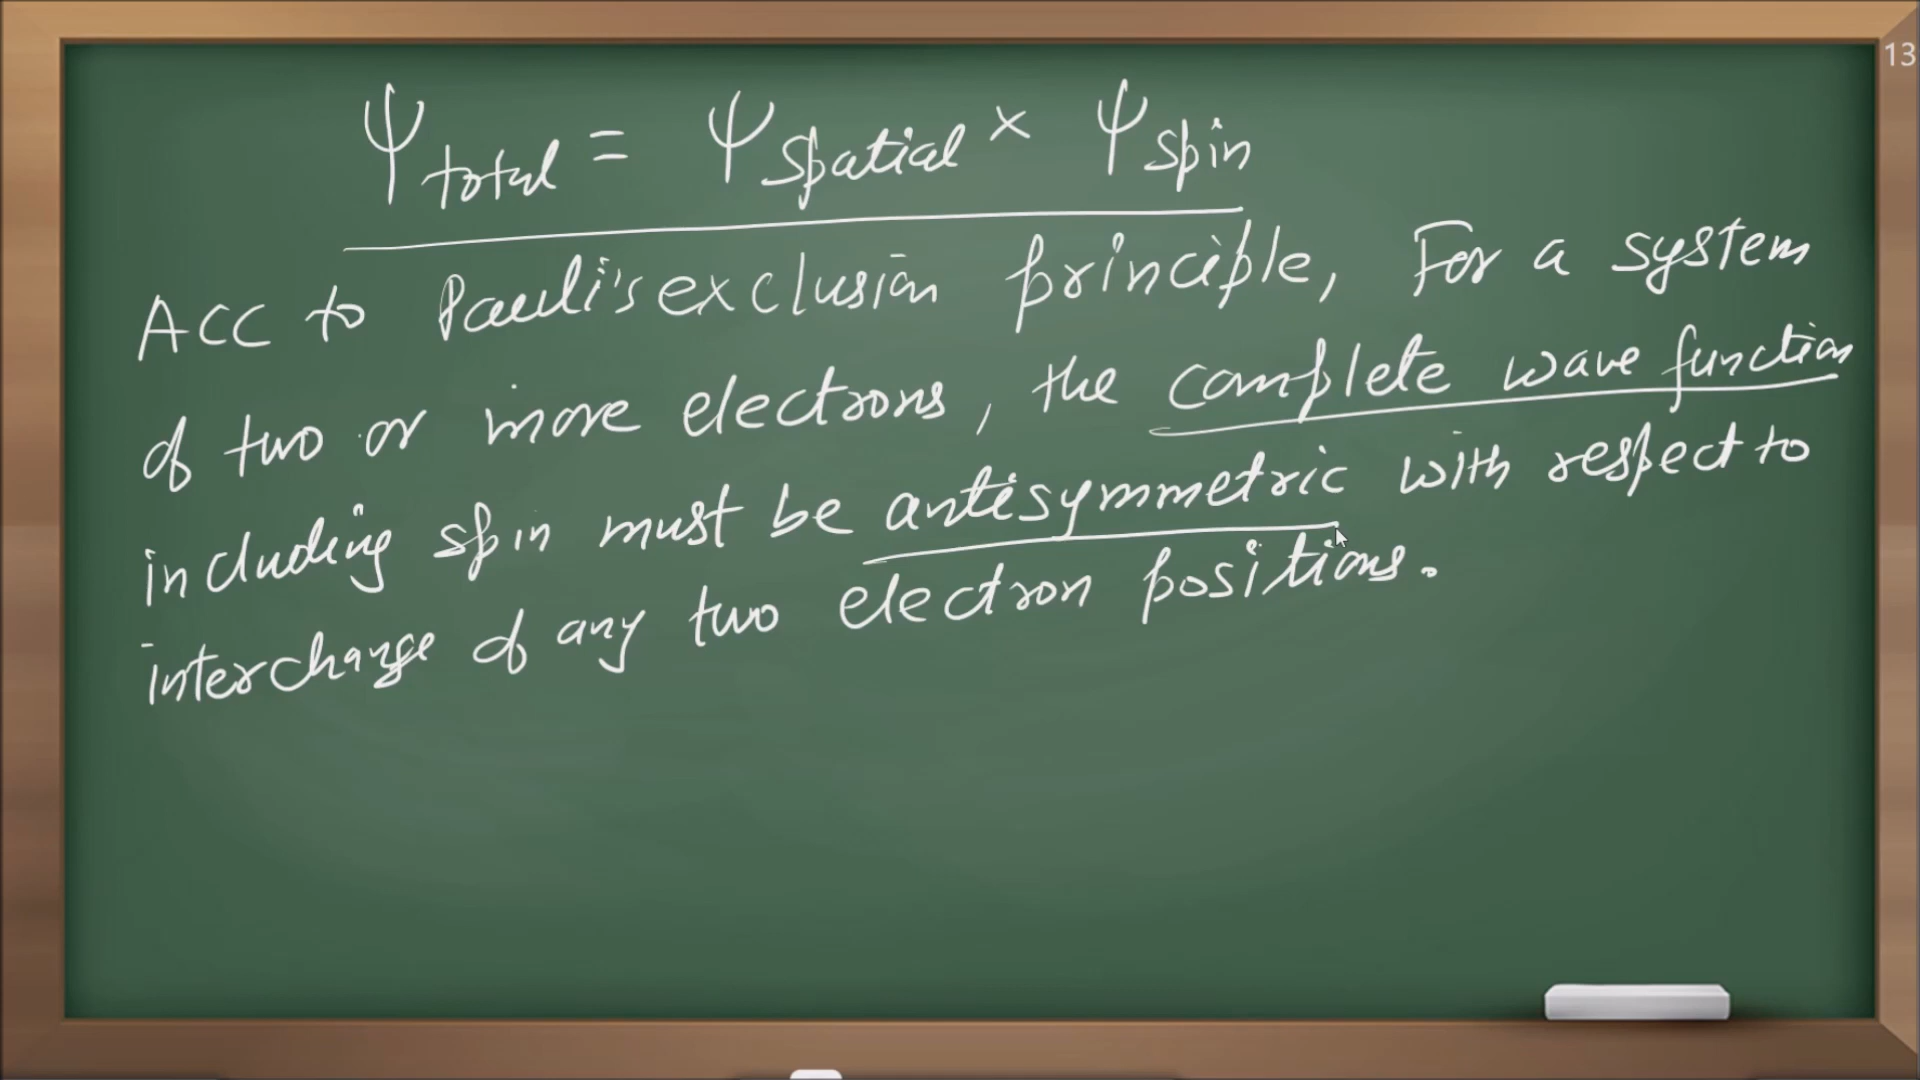 13
Ψtotal = Ψspatial × Ψspin
Acc to Pauli's exclusion principle, For a system
of two or more electrons, the complete wave function
including spin must be antisymmetric with respect to
interchange of any two electron positions.